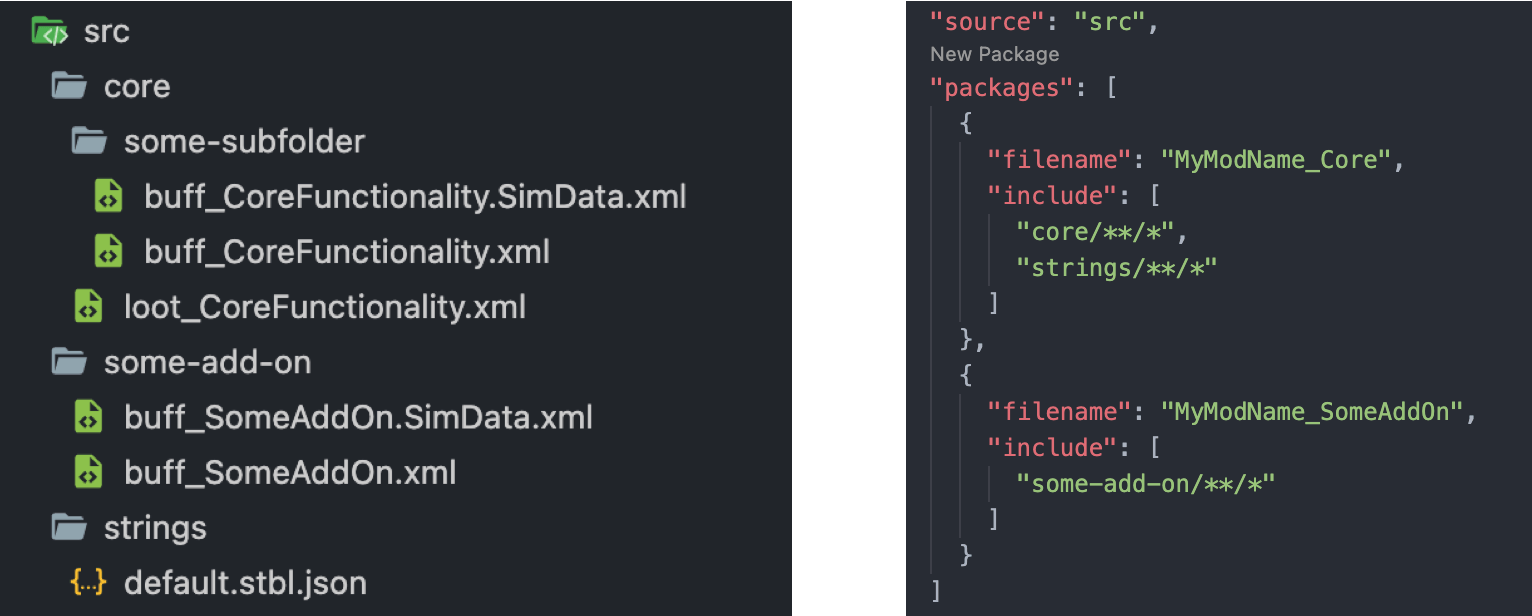 src
core
some-subfolder
buff_CoreFunctionality.SimData.xml
buff_CoreFunctionality.xml
loot_CoreFunctionality.xml
some-add-on
buff_SomeAddOn.SimData.xml
buff_SomeAddOn.xml
strings
{...} default.stbl.json
"source": "src",
New Package
"packages": [
{
"filename": "MyModName_Core",
"include": [
"core/**/*",
"strings/**/*"
]
},
{
"filename": "MyModName_SomeAddOn",
"include": [
"some-add-on/**/*"
]
}
]